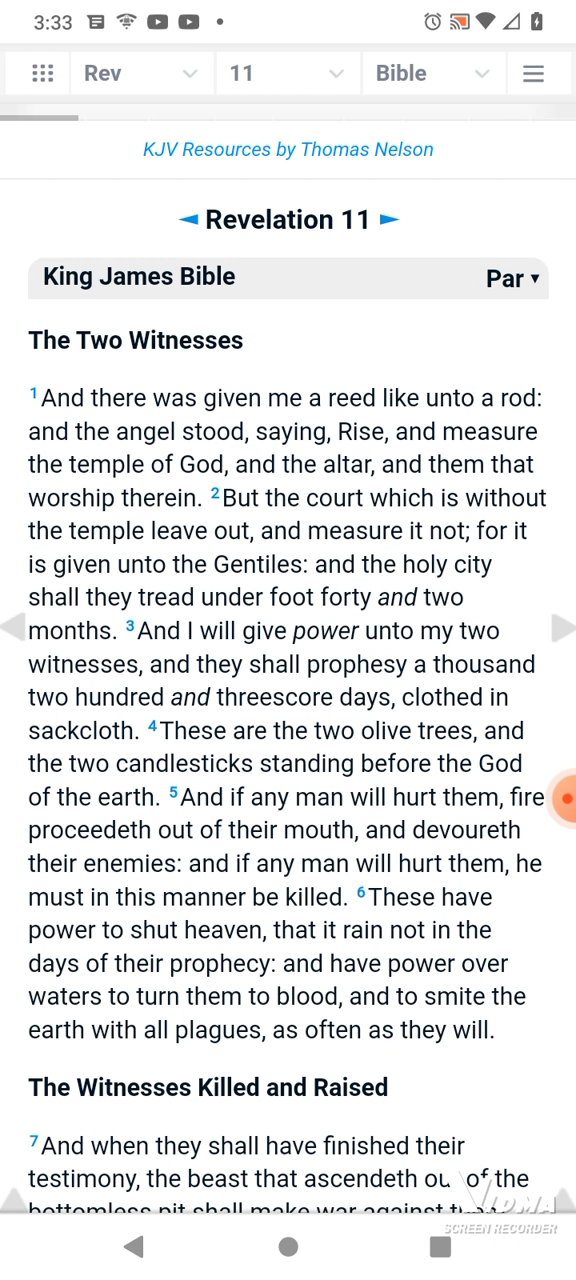 3:33
Rev 11 Bible
KJV Resources by Thomas Nelson
◄ Revelation 11 ►
King James Bible Par ▾
The Two Witnesses
1 And there was given me a reed like unto a rod:
and the angel stood, saying, Rise, and measure
the temple of God, and the altar, and them that
worship therein. 2 But the court which is without
the temple leave out, and measure it not; for it
is given unto the Gentiles: and the holy city
shall they tread under foot forty and two
months. 3 And I will give power unto my two
witnesses, and they shall prophesy a thousand
two hundred and threescore days, clothed in
sackcloth. 4 These are the two olive trees, and
the two candlesticks standing before the God
of the earth. 5 And if any man will hurt them, fire
proceedeth out of their mouth, and devoureth
their enemies: and if any man will hurt them, he
must in this manner be killed. 6 These have
power to shut heaven, that it rain not in the
days of their prophecy: and have power over
waters to turn them to blood, and to smite the
earth with all plagues, as often as they will.
The Witnesses Killed and Raised
7 And when they shall have finished their
testimony, the beast that ascendeth out of the
bottomless pit shall make war against
VIDMA
SCREEN RECORDER